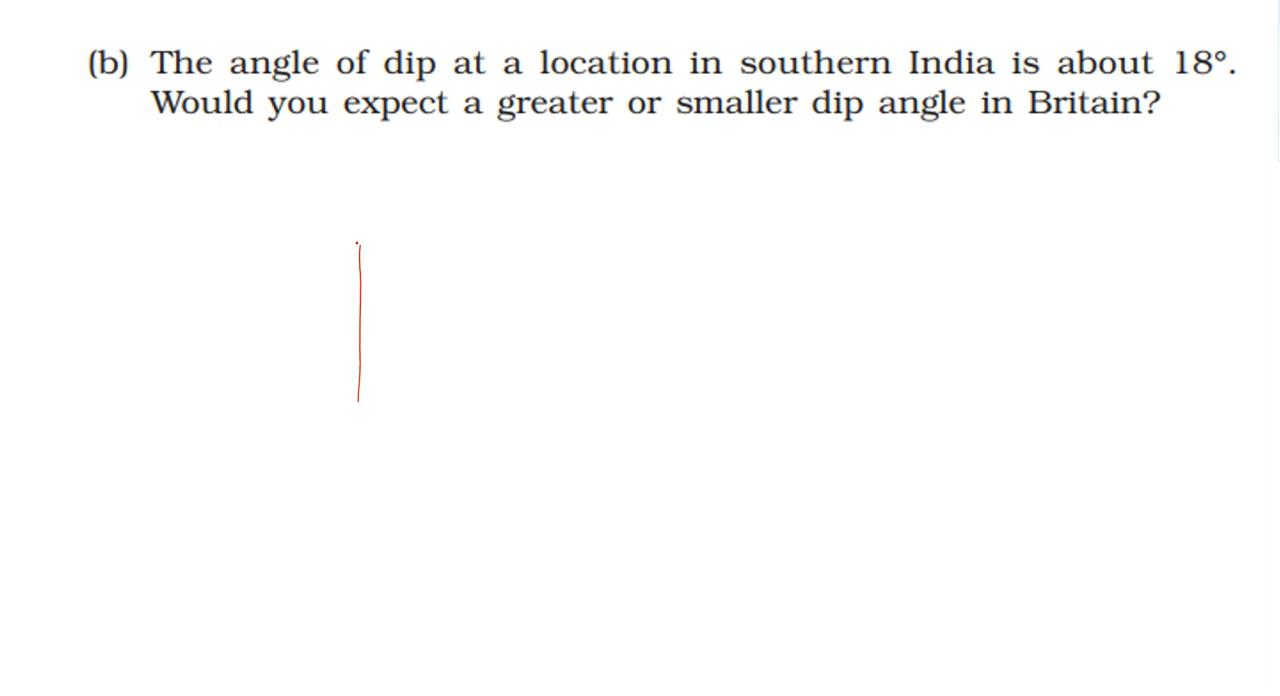 (b) The angle of dip at a location in southern India is about 18°.
Would you expect a greater or smaller dip angle in Britain?